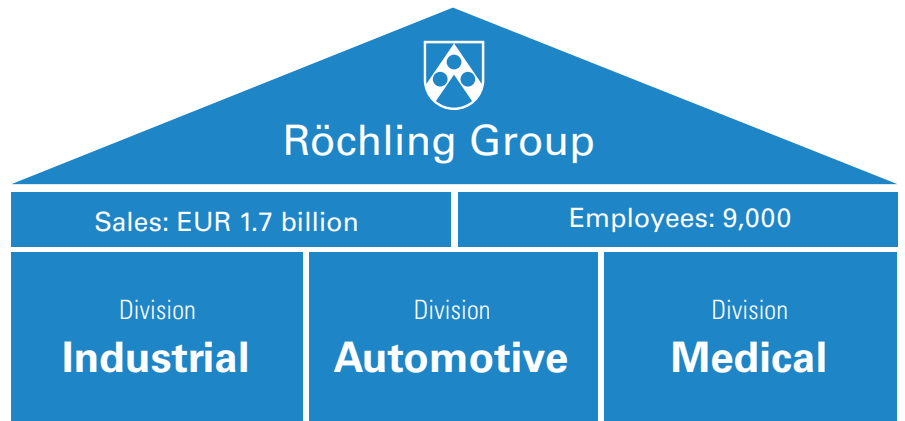 Röchling Group
Sales: EUR 1.7 billion
Employees: 9,000
Division
Industrial
Division
Automotive
Division
Medical